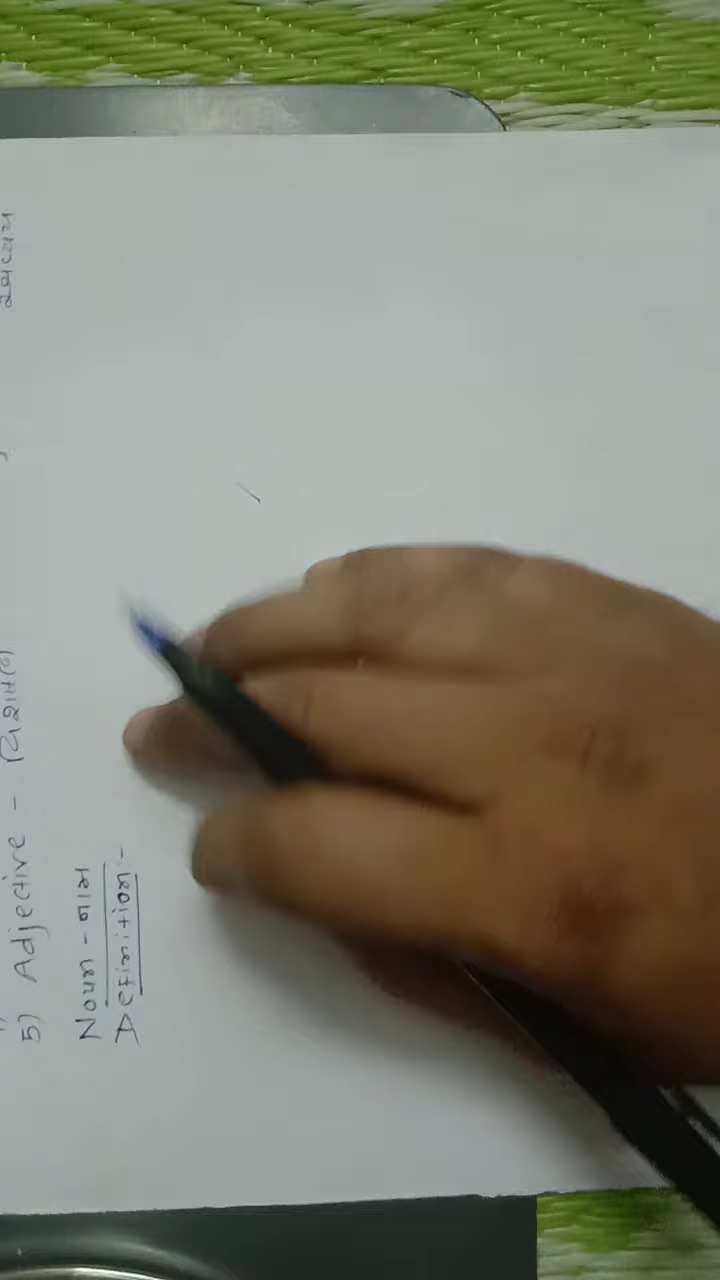 5) Adjective - વિશેષણ
Noun - નામ
Definition :-